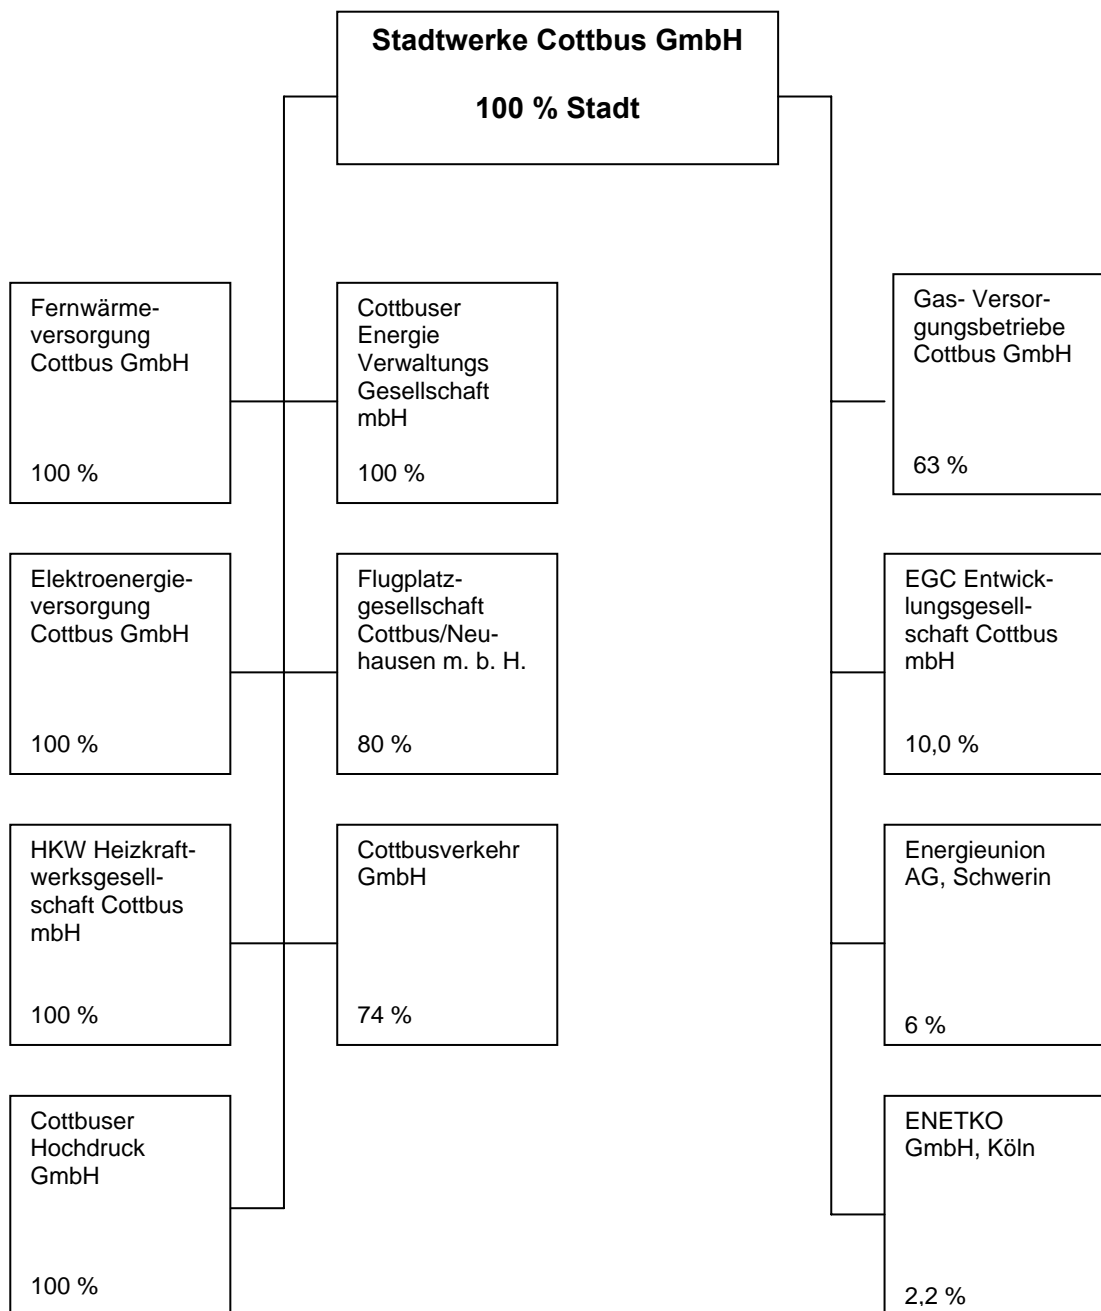 Stadtwerke Cottbus GmbH
100 % Stadt
Fernwärme-
versorgung
Cottbus GmbH
100 %
Cottbuser
Energie
Verwaltungs
Gesellschaft
mbH
100 %
Gas- Versor-
gungsbetriebe
Cottbus GmbH
63 %
Elektroenergie-
versorgung
Cottbus GmbH
100 %
Flugplatz-
gesellschaft
Cottbus/Neu-
hausen m. b. H.
80 %
EGC Entwick-
lungsgesell-
schaft Cottbus
mbH
10,0 %
HKW Heizkraft-
werksgesell-
schaft Cottbus
mbH
100 %
Cottbusverkehr
GmbH
74 %
Energieunion
AG, Schwerin
6 %
Cottbuser
Hochdruck
GmbH
100 %
ENETKO
GmbH, Köln
2,2 %